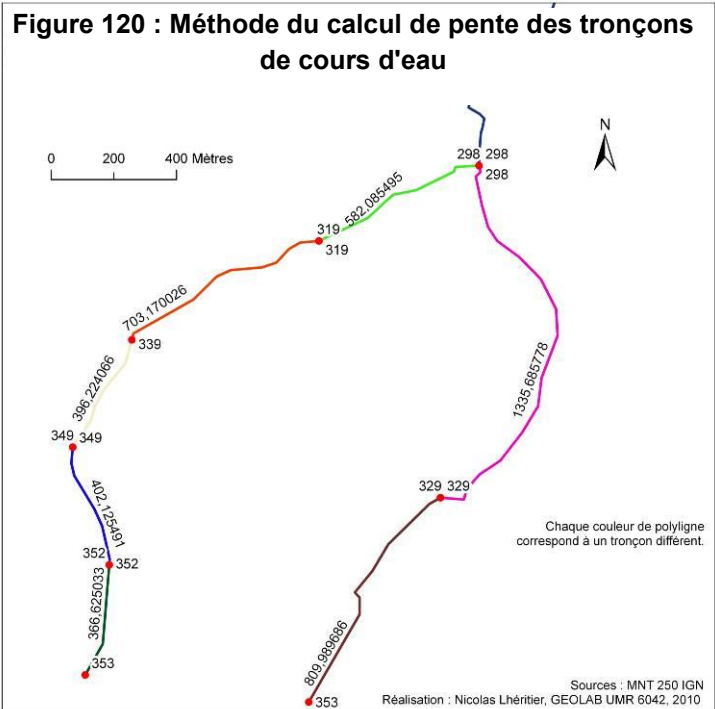 Figure 120 : Méthode du calcul de pente des tronçons
de cours d'eau
0 200 400 Mètres
N
298 298
298
582,085495
319
319
703,170026
339
396,224066
1335,685778
349 349
402,125491
329 329
Chaque couleur de polyligne
correspond à un tronçon différent.
352 352
366,625033
353
809,989686
353
Sources : MNT 250 IGN
Réalisation : Nicolas Lhéritier, GEOLAB UMR 6042, 2010